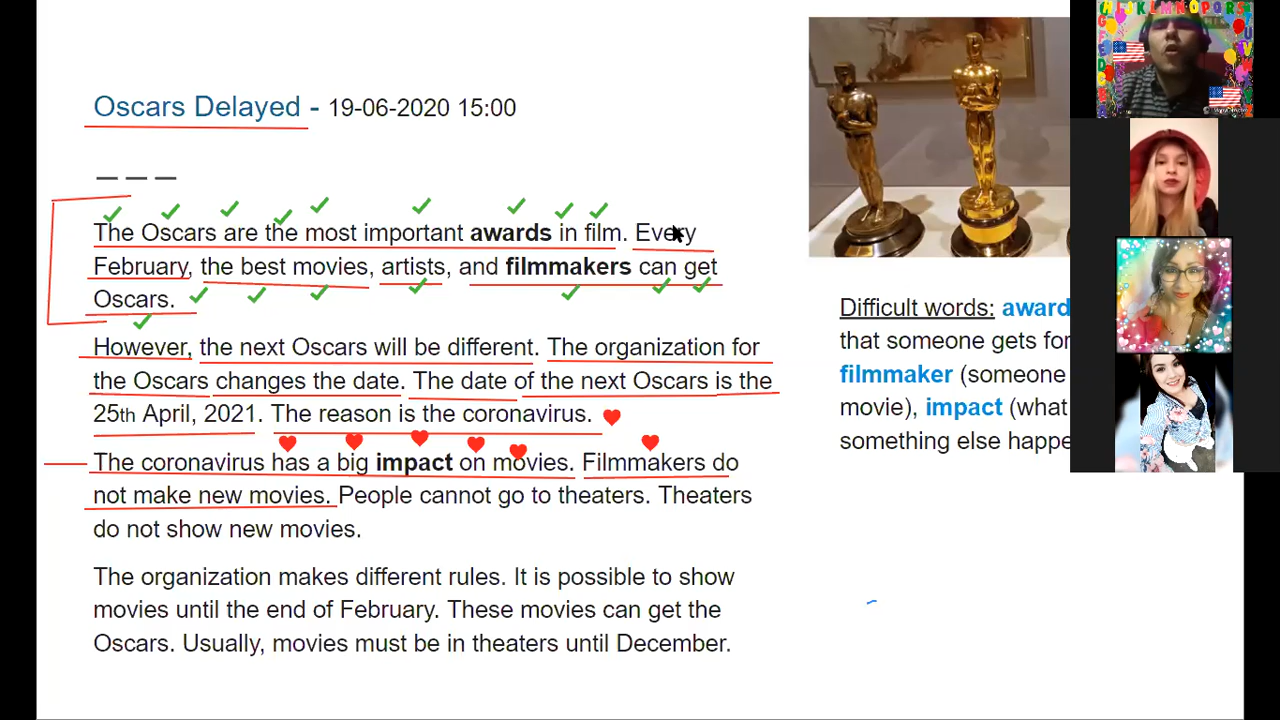 Oscars Delayed - 19-06-2020 15:00
The Oscars are the most important awards in film. Every
February, the best movies, artists, and filmmakers can get
Oscars.
However, the next Oscars will be different. The organization for
the Oscars changes the date. The date of the next Oscars is the
25th April, 2021. The reason is the coronavirus.
The coronavirus has a big impact on movies. Filmmakers do
not make new movies. People cannot go to theaters. Theaters
do not show new movies.
The organization makes different rules. It is possible to show
movies until the end of February. These movies can get the
Oscars. Usually, movies must be in theaters until December.
Difficult words: award
that someone gets for
filmmaker (someone
movie), impact (what
something else happe
H I J K L M N O P Q R S